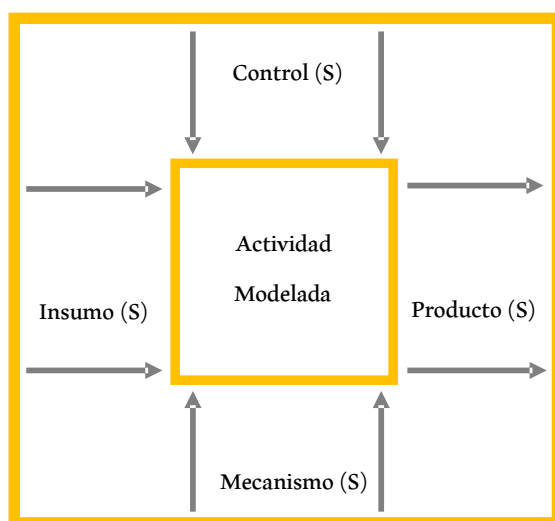 Control (S)
Actividad
Modelada
Insumo (S)
Producto (S)
Mecanismo (S)